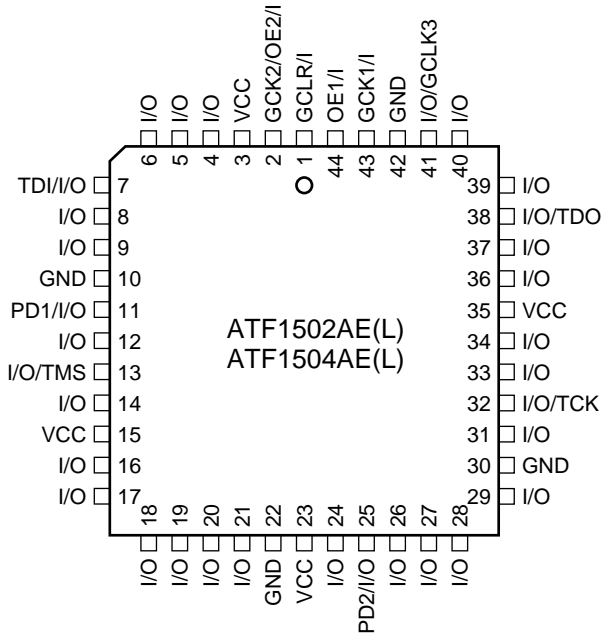 I/O
I/O
I/O
VCC
GCK2/OE2/I
GCLR/I
OE1/I
GCK1/I
GND
I/O/GCLK3
I/O
6
5
4
3
2
1
44
43
42
41
40
TDI/I/O 7
I/O 8
I/O 9
GND 10
PD1/I/O 11
I/O 12
I/O/TMS 13
I/O 14
VCC 15
I/O 16
I/O 17
ATF1502AE(L)
ATF1504AE(L)
39 I/O
38 I/O/TDO
37 I/O
36 I/O
35 VCC
34 I/O
33 I/O
32 I/O/TCK
31 I/O
30 GND
29 I/O
18
19
20
21
22
23
24
25
26
27
28
I/O
I/O
I/O
I/O
GND
VCC
I/O
PD2/I/O
I/O
I/O
I/O